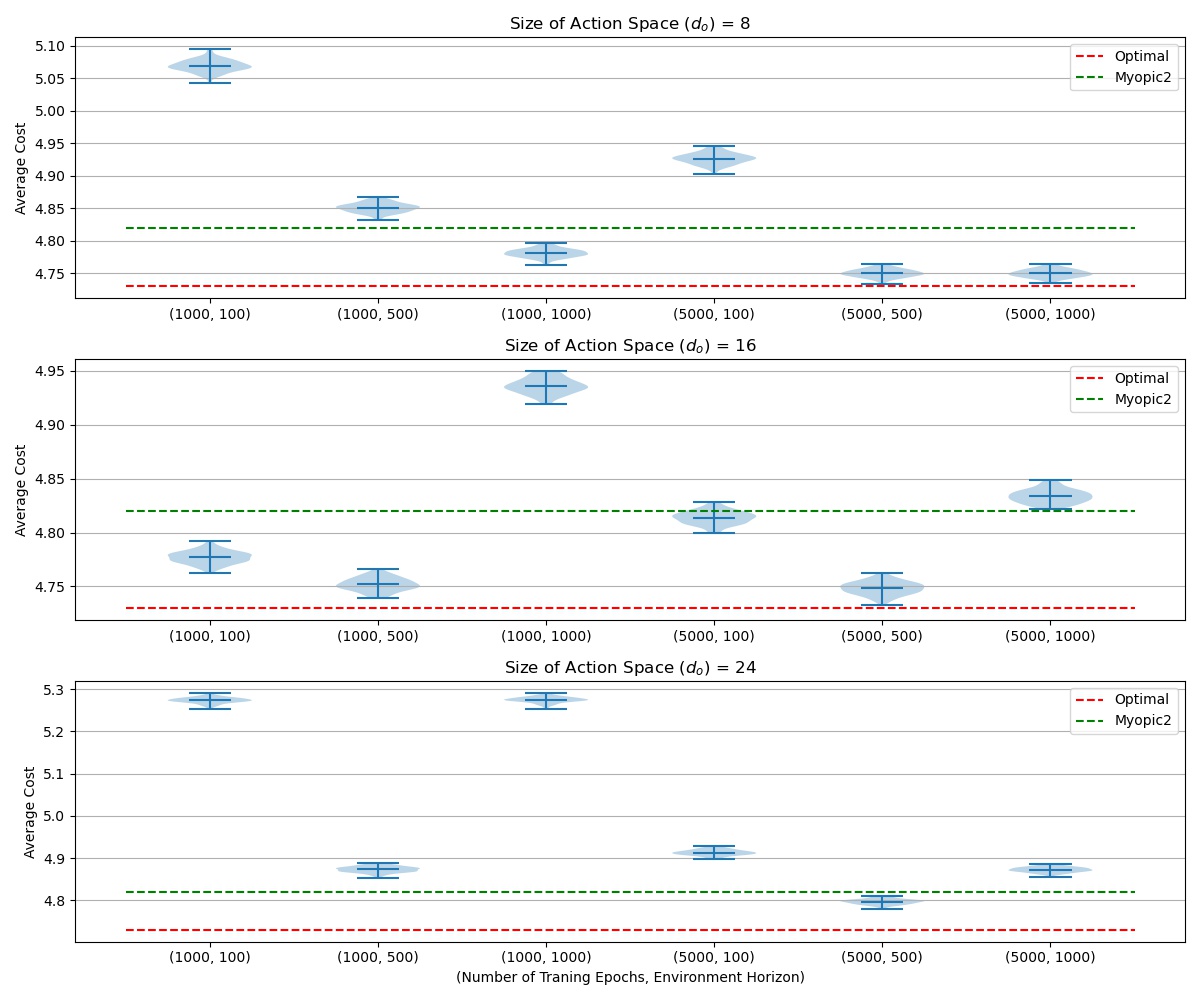 Size of Action Space (d_o) = 8
5.10
5.05
5.00
4.95
4.90
4.85
4.80
4.75
Average Cost
Optimal
Myopic2
(1000, 100) (1000, 500) (1000, 1000) (5000, 100) (5000, 500) (5000, 1000)
Size of Action Space (d_o) = 16
4.95
4.90
4.85
4.80
4.75
Average Cost
Optimal
Myopic2
(1000, 100) (1000, 500) (1000, 1000) (5000, 100) (5000, 500) (5000, 1000)
Size of Action Space (d_o) = 24
5.3
5.2
5.1
5.0
4.9
4.8
Average Cost
Optimal
Myopic2
(1000, 100) (1000, 500) (1000, 1000) (5000, 100) (5000, 500) (5000, 1000)
(Number of Traning Epochs, Environment Horizon)